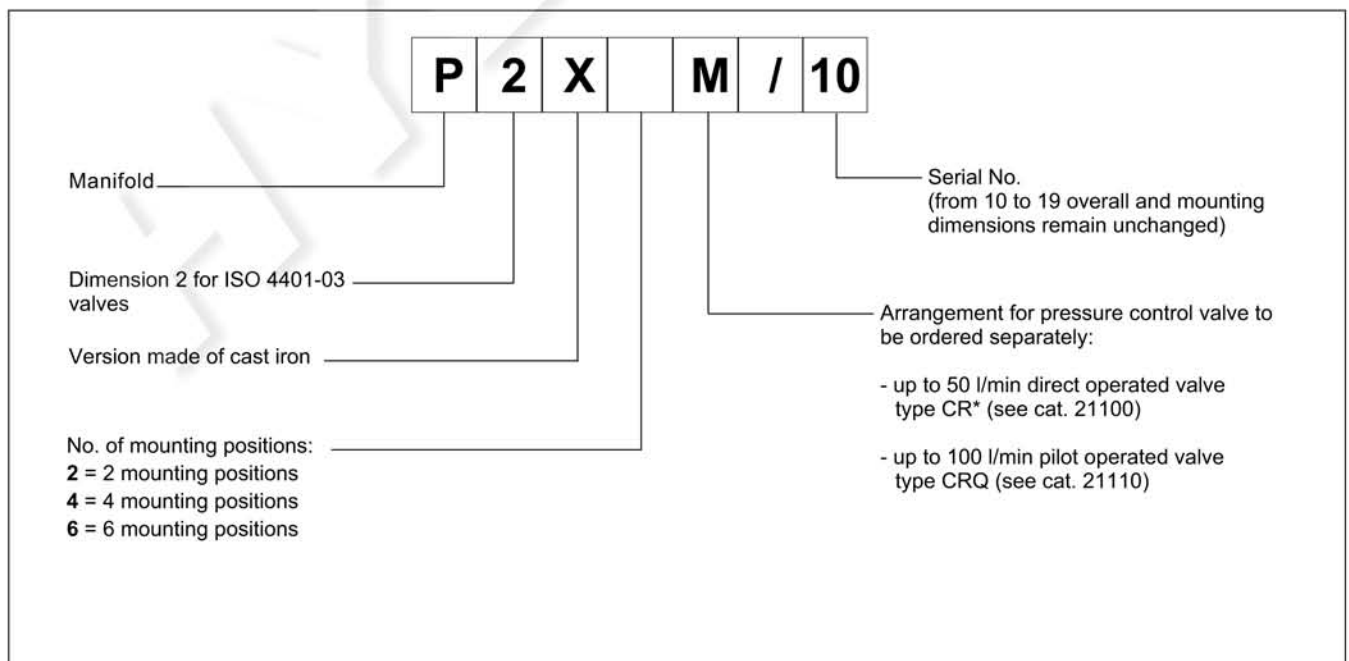 P 2 X M / 10
Manifold
Dimension 2 for ISO 4401-03
valves
Version made of cast iron
No. of mounting positions:
2 = 2 mounting positions
4 = 4 mounting positions
6 = 6 mounting positions
Serial No.
(from 10 to 19 overall and mounting
dimensions remain unchanged)
Arrangement for pressure control valve to
be ordered separately:
- up to 50 l/min direct operated valve
type CR* (see cat. 21100)
- up to 100 l/min pilot operated valve
type CRQ (see cat. 21110)